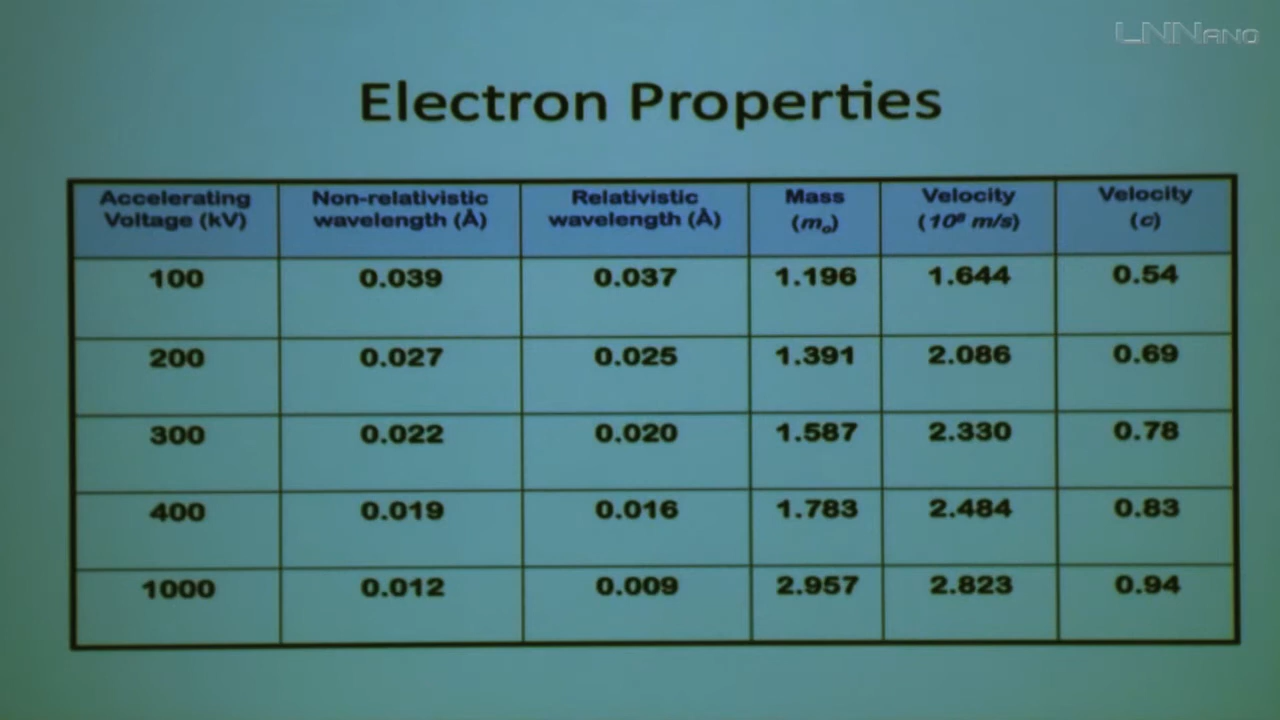 LNNANO
Electron Properties
Accelerating Voltage (kV) Non-relativistic wavelength (Å) Relativistic wavelength (Å) Mass (mo) Velocity (10⁸ m/s) Velocity (c)
100 0.039 0.037 1.196 1.644 0.54
200 0.027 0.025 1.391 2.086 0.69
300 0.022 0.020 1.587 2.330 0.78
400 0.019 0.016 1.783 2.484 0.83
1000 0.012 0.009 2.957 2.823 0.94